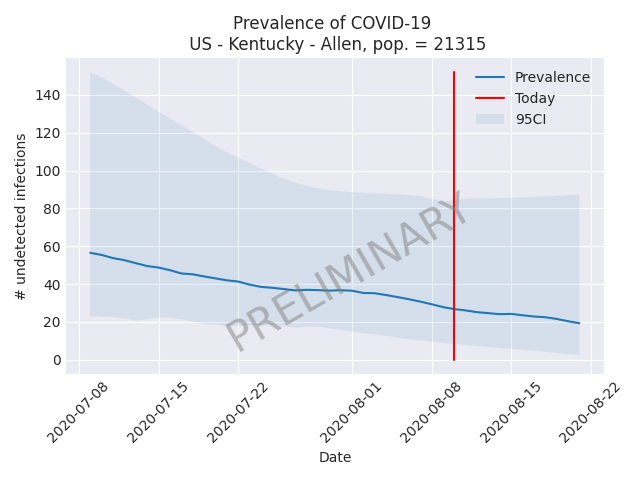 Prevalence of COVID-19
US - Kentucky - Allen, pop. = 21315
Prevalence
Today
95CI
PRELIMINARY
# undetected infections
140
120
100
80
60
40
20
0
2020-07-08
2020-07-15
2020-07-22
2020-08-01
2020-08-08
2020-08-15
2020-08-22
Date